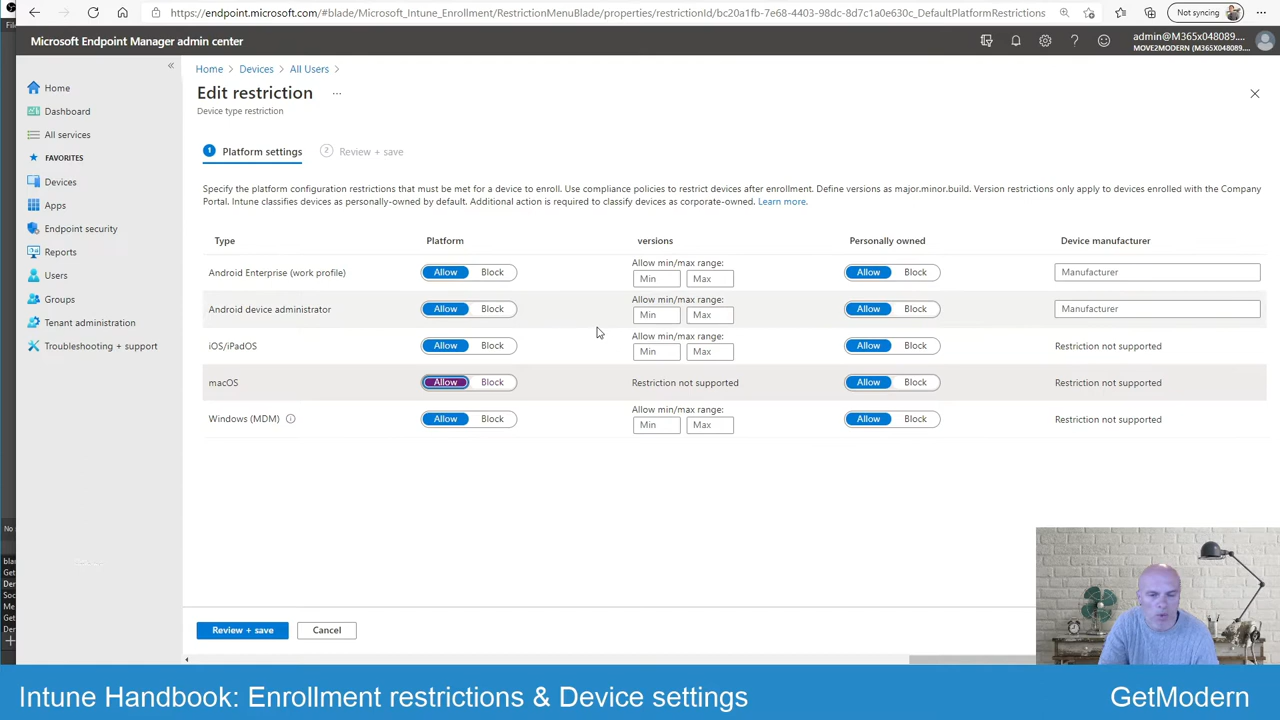 https://endpoint.microsoft.com/#blade/Microsoft_Intune_Enrollment/RestrictionMenuBlade/properties/restrictionId/bc20a1fb-7e68-4403-98dc-8d7c1a0e630c_DefaultPlatformRestrictions
Not syncing
Microsoft Endpoint Manager admin center
admin@M365x048089....
MOVE2MODERN (M365X048089....
Home
Dashboard
All services
FAVORITES
Devices
Apps
Endpoint security
Reports
Users
Groups
Tenant administration
Troubleshooting + support
Home > Devices > All Users >
Edit restriction ...
Device type restriction
1 Platform settings 2 Review + save
Specify the platform configuration restrictions that must be met for a device to enroll. Use compliance policies to restrict devices after enrollment. Define versions as major.minor.build. Version restrictions only apply to devices enrolled with the Company
Portal. Intune classifies devices as personally-owned by default. Additional action is required to classify devices as corporate-owned. Learn more.
Type Platform versions Personally owned Device manufacturer
Allow min/max range:
Android Enterprise (work profile) Allow Block Min Max Allow Block Manufacturer
Allow min/max range:
Android device administrator Allow Block Min Max Allow Block Manufacturer
Allow min/max range:
iOS/iPadOS Allow Block Min Max Allow Block Restriction not supported
macOS Allow Block Restriction not supported Allow Block Restriction not supported
Allow min/max range:
Windows (MDM) Allow Block Min Max Allow Block Restriction not supported
Review + save Cancel
Intune Handbook: Enrollment restrictions & Device settings
GetModern